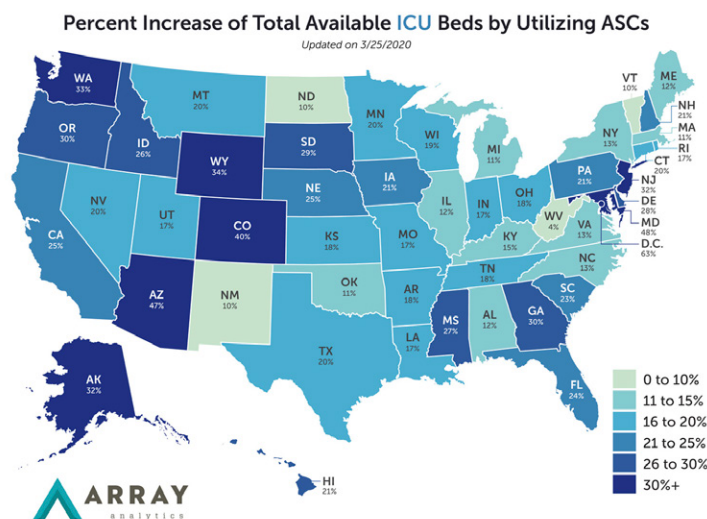 Percent Increase of Total Available ICU Beds by Utilizing ASCs
Updated on 3/25/2020
WA
33%
OR
30%
CA
25%
NV
20%
ID
26%
MT
20%
WY
34%
UT
17%
CO
40%
AZ
47%
NM
10%
ND
10%
SD
29%
NE
25%
KS
18%
OK
11%
TX
20%
MN
20%
IA
21%
MO
17%
AR
18%
LA
17%
WI
19%
IL
12%
MI
11%
IN
17%
OH
18%
KY
15%
TN
18%
MS
27%
AL
12%
GA
30%
FL
24%
SC
23%
NC
13%
VA
13%
WV
4%
PA
21%
NY
13%
VT
10%
ME
12%
NH
21%
MA
11%
RI
17%
CT
20%
NJ
32%
DE
28%
MD
48%
D.C.
63%
AK
32%
HI
21%
0 to 10%
11 to 15%
16 to 20%
21 to 25%
26 to 30%
30%+
ARRAY
analytics